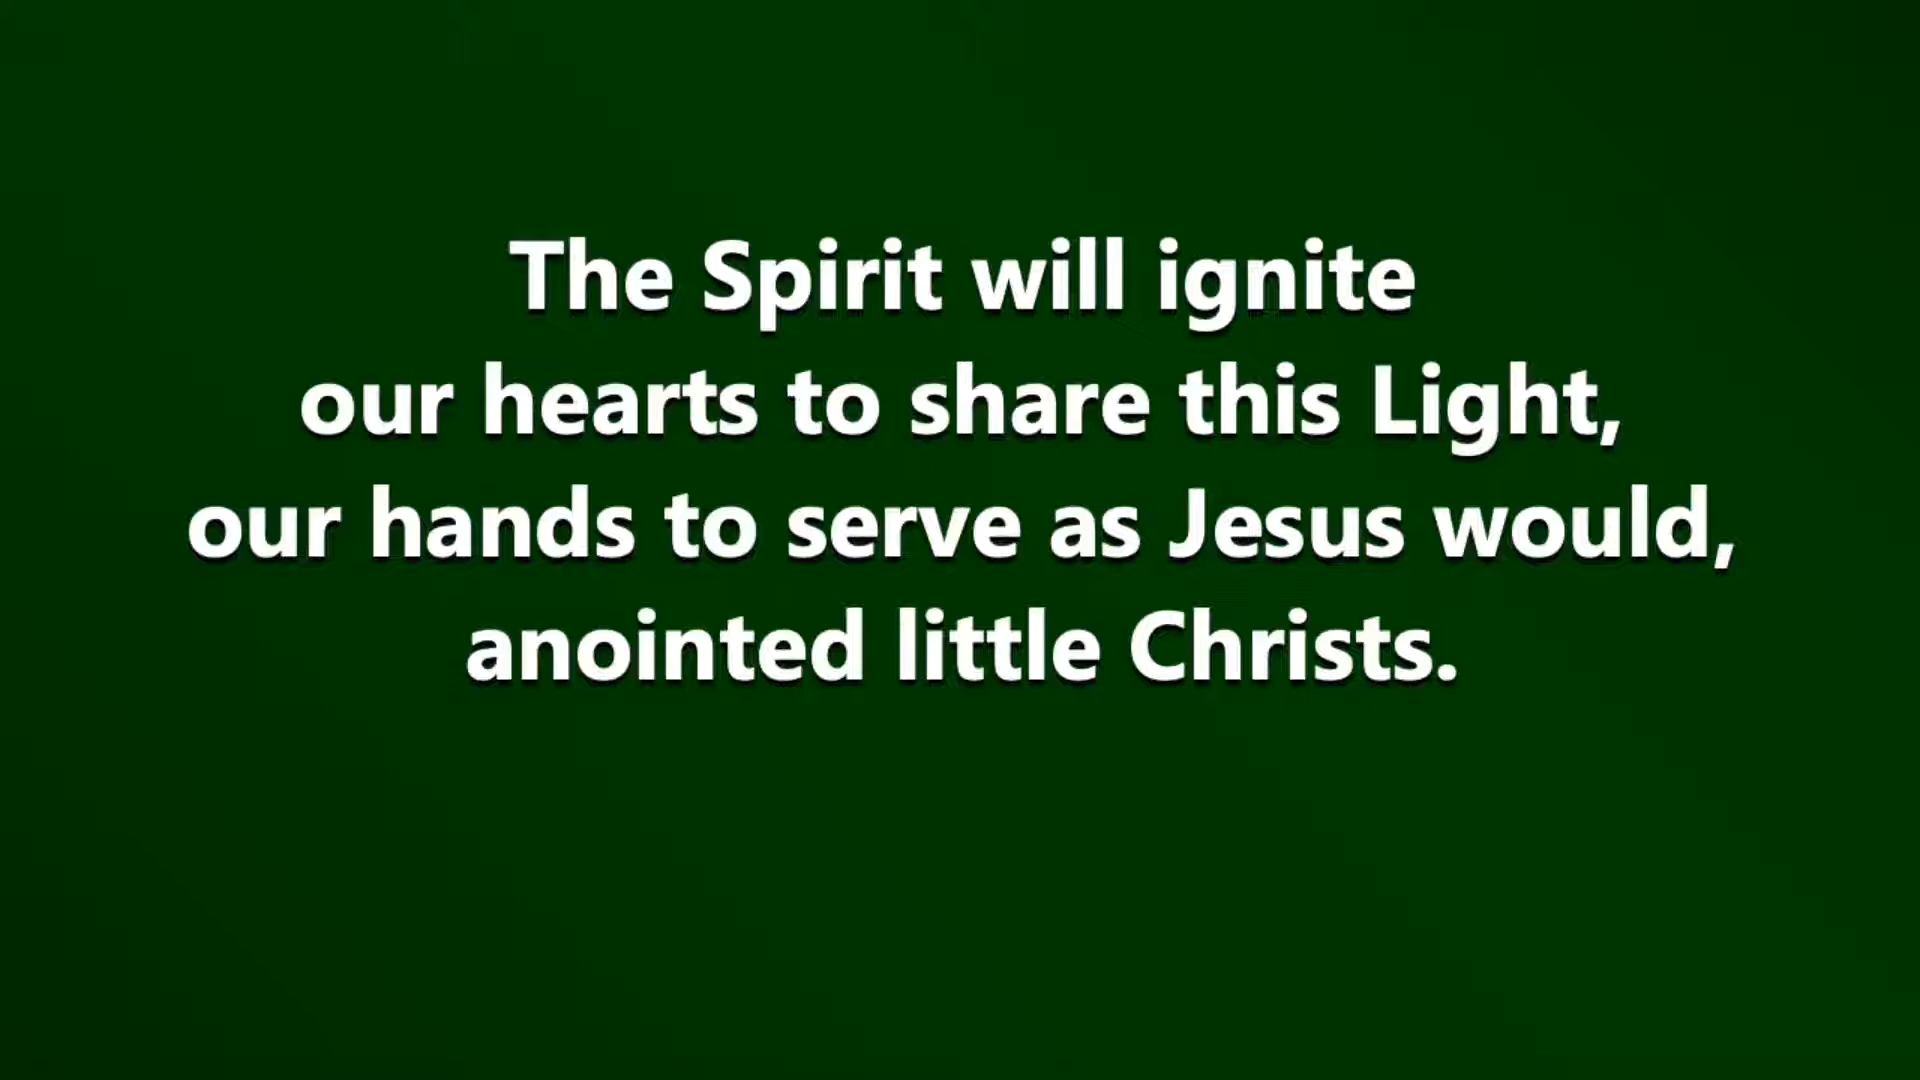 The Spirit will ignite
our hearts to share this Light,
our hands to serve as Jesus would,
anointed little Christs.